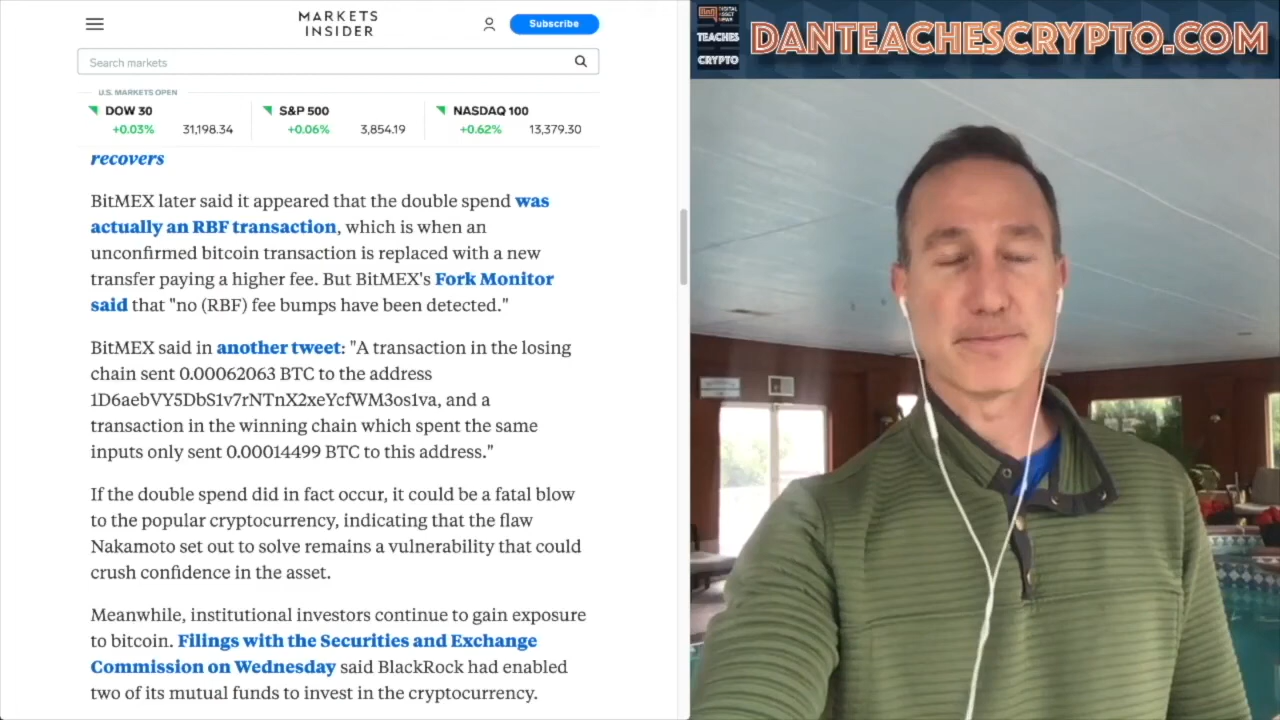 MARKETS
INSIDER
Subscribe
Search markets
U.S. MARKETS OPEN
DOW 30
+0.03% 31,198.34
S&P 500
+0.06% 3,854.19
NASDAQ 100
+0.62% 13,379.30
recovers
BitMEX later said it appeared that the double spend was
actually an RBF transaction, which is when an
unconfirmed bitcoin transaction is replaced with a new
transfer paying a higher fee. But BitMEX's Fork Monitor
said that "no (RBF) fee bumps have been detected."
BitMEX said in another tweet: "A transaction in the losing
chain sent 0.00062063 BTC to the address
1D6aebVY5DbS1v7rNTnX2xeYcfWM3os1va, and a
transaction in the winning chain which spent the same
inputs only sent 0.00014499 BTC to this address."
If the double spend did in fact occur, it could be a fatal blow
to the popular cryptocurrency, indicating that the flaw
Nakamoto set out to solve remains a vulnerability that could
crush confidence in the asset.
Meanwhile, institutional investors continue to gain exposure
to bitcoin. Filings with the Securities and Exchange
Commission on Wednesday said BlackRock had enabled
two of its mutual funds to invest in the cryptocurrency.
DIGITAL
ASSET
NEWS
TEACHES
CRYPTO
DANTEACHESCRYPTO.COM